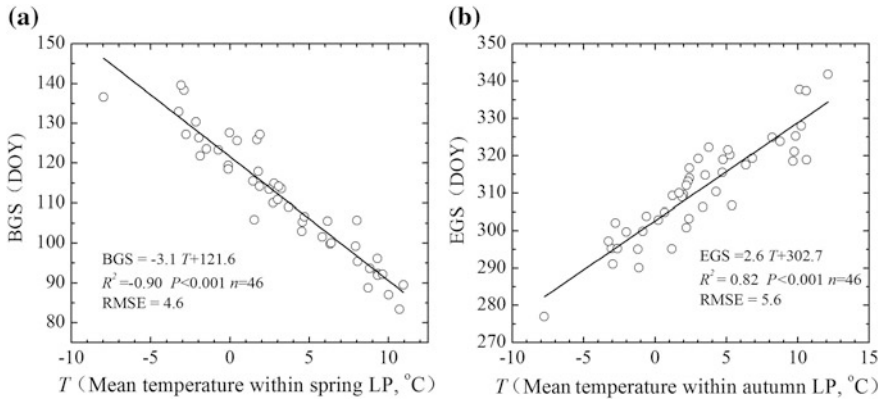 (a)
150
140
130
120
110
100
90
80
BGS（DOY）
BGS = -3.1 T+121.6
R²=-0.90 P<0.001 n=46
RMSE = 4.6
-10 -5 0 5 10
T（Mean temperature within spring LP, °C）
(b)
350
340
330
320
310
300
290
280
270
EGS（DOY）
EGS =2.6 T+302.7
R² = 0.82 P<0.001 n=46
RMSE = 5.6
-10 -5 0 5 10 15
T（Mean temperature within autumn LP, °C）